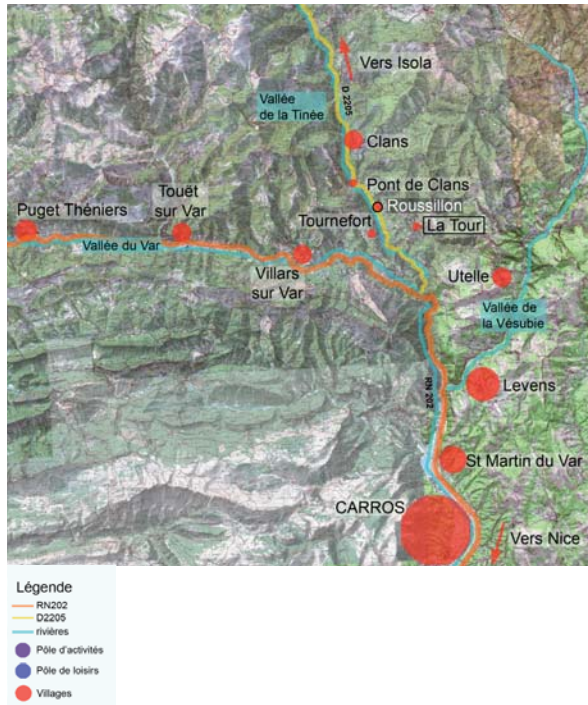 Vers Isola
D 2205
Vallée
de la Tinée
Clans
Pont de Clans
Roussillon
Touët
sur Var
Puget Théniers
Tournefort
La Tour
Vallée du Var
Villars
sur Var
Utelle
Vallée de
la Vésubie
RN 202
Levens
St Martin du Var
CARROS
Vers Nice
Légende
RN202
D2205
rivières
Pôle d'activités
Pôle de loisirs
Villages